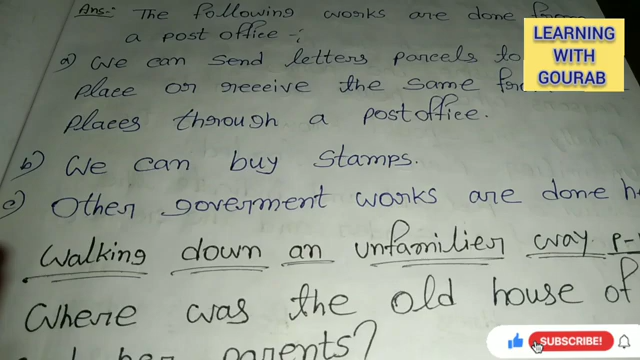 Ans:- The following works are done from
a post office -:
a) We can send letters parcels to
place or receive the same
places through a post office.
b) We can buy stamps.
c) Other goverment works are done
Walking down an unfamilier way. P-
Where was the old house of
her parents?
LEARNING
WITH
GOURAB
SUBSCRIBE!